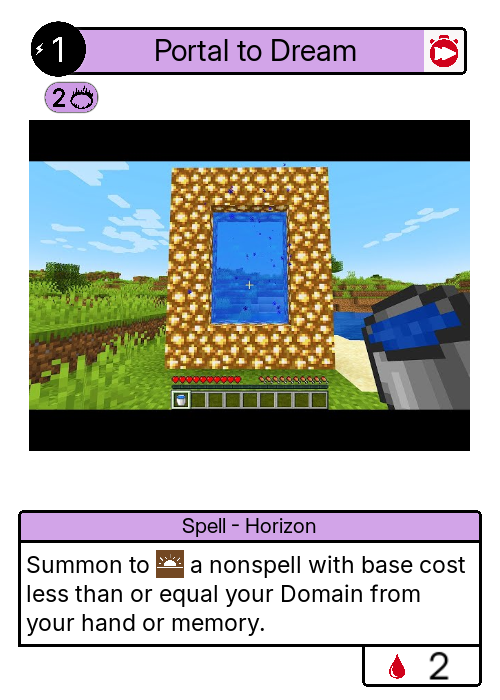 1 Portal to Dream
2
Spell - Horizon
Summon to a nonspell with base cost
less than or equal your Domain from
your hand or memory.
2